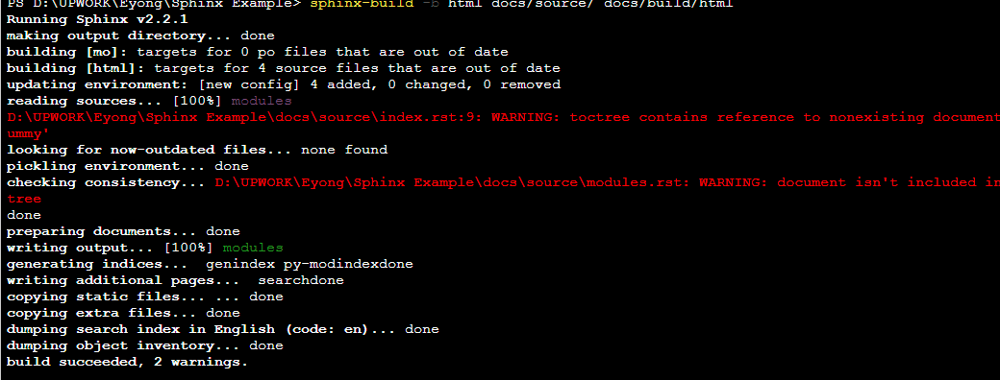 PS D:\UPWORK\Eyong\Sphinx Example> sphinx-build -b html docs/source/ docs/build/html
Running Sphinx v2.2.1
making output directory... done
building [mo]: targets for 0 po files that are out of date
building [html]: targets for 4 source files that are out of date
updating environment: [new config] 4 added, 0 changed, 0 removed
reading sources... [100%] modules
D:\UPWORK\Eyong\Sphinx Example\docs\source\index.rst:9: WARNING: toctree contains reference to nonexisting document
ummy'
looking for now-outdated files... none found
pickling environment... done
checking consistency... D:\UPWORK\Eyong\Sphinx Example\docs\source\modules.rst: WARNING: document isn't included in
tree
done
preparing documents... done
writing output... [100%] modules
generating indices...  genindex py-modindexdone
writing additional pages...  searchdone
copying static files... ... done
copying extra files... done
dumping search index in English (code: en)... done
dumping object inventory... done
build succeeded, 2 warnings.